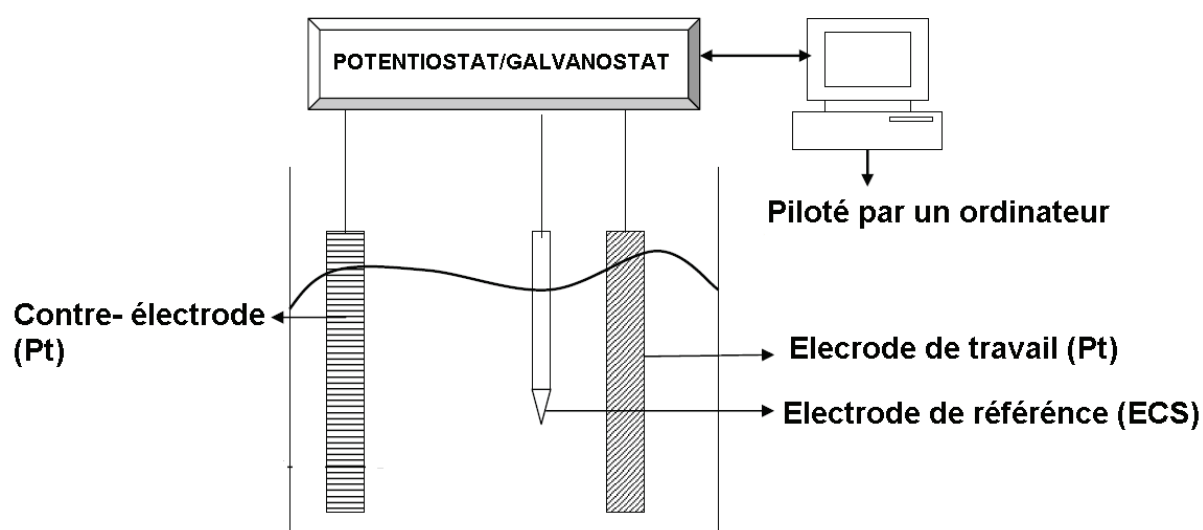 POTENTIOSTAT/GALVANOSTAT
Piloté par un ordinateur
Contre- électrode
(Pt)
Elecrode de travail (Pt)
Electrode de référénce (ECS)